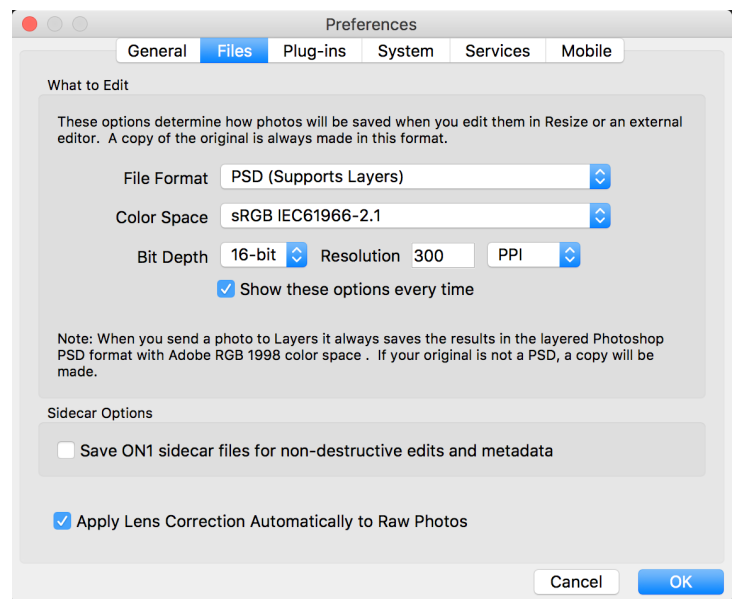 Preferences
General Files Plug-ins System Services Mobile
What to Edit
These options determine how photos will be saved when you edit them in Resize or an external
editor. A copy of the original is always made in this format.
File Format PSD (Supports Layers)
Color Space sRGB IEC61966-2.1
Bit Depth 16-bit Resolution 300 PPI
Show these options every time
Note: When you send a photo to Layers it always saves the results in the layered Photoshop
PSD format with Adobe RGB 1998 color space . If your original is not a PSD, a copy will be
made.
Sidecar Options
Save ON1 sidecar files for non-destructive edits and metadata
Apply Lens Correction Automatically to Raw Photos
Cancel OK